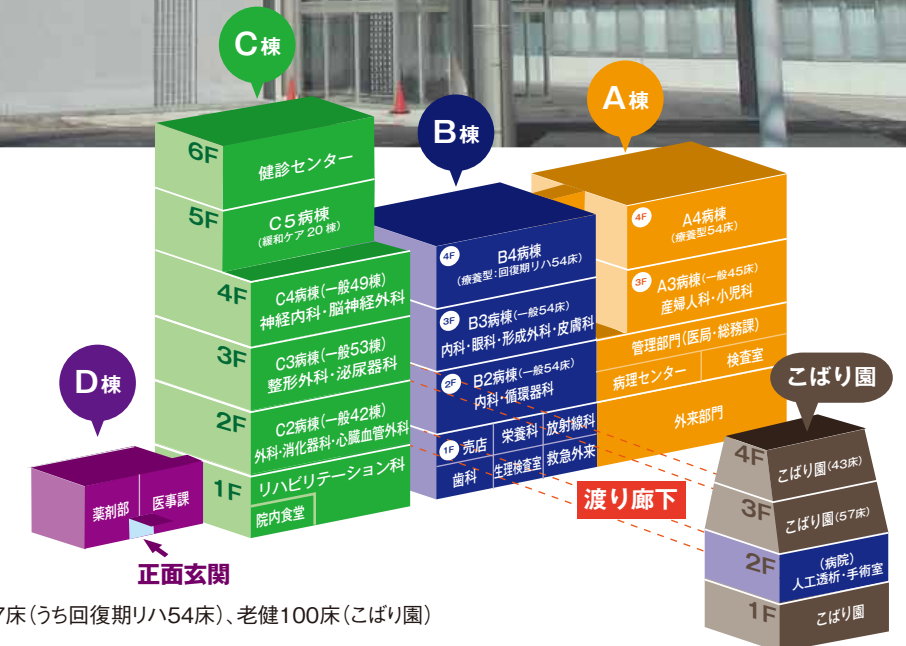 C棟
6F
健診センター
5F
C5病棟
(緩和ケア20棟)
4F
C4病棟(一般49棟)
神経内科・脳神経外科
3F
C3病棟(一般53棟)
整形外科・泌尿器科
2F
C2病棟(一般42棟)
外科・消化器科・心臓血管外科
1F
リハビリテーション科
院内食堂
B棟
4F
B4病棟
(療養型:回復期リハ54床)
3F
B3病棟(一般54床)
内科・眼科・形成外科・皮膚科
2F
B2病棟(一般54床)
内科・循環器科
1F
売店
栄養科
放射線科
歯科
生理検査室
救急外来
A棟
4F
A4病棟
(療養型54床)
3F
A3病棟(一般45床)
産婦人科・小児科
管理部門(医局・総務課)
病理センター
検査室
外来部門
D棟
薬剤部
医事課
正面玄関
渡り廊下
こばり園
4F
こばり園(43床)
3F
こばり園(57床)
2F
(病院)
人工透析・手術室
1F
こばり園
7床(うち回復期リハ54床)、老健100床(こばり園)